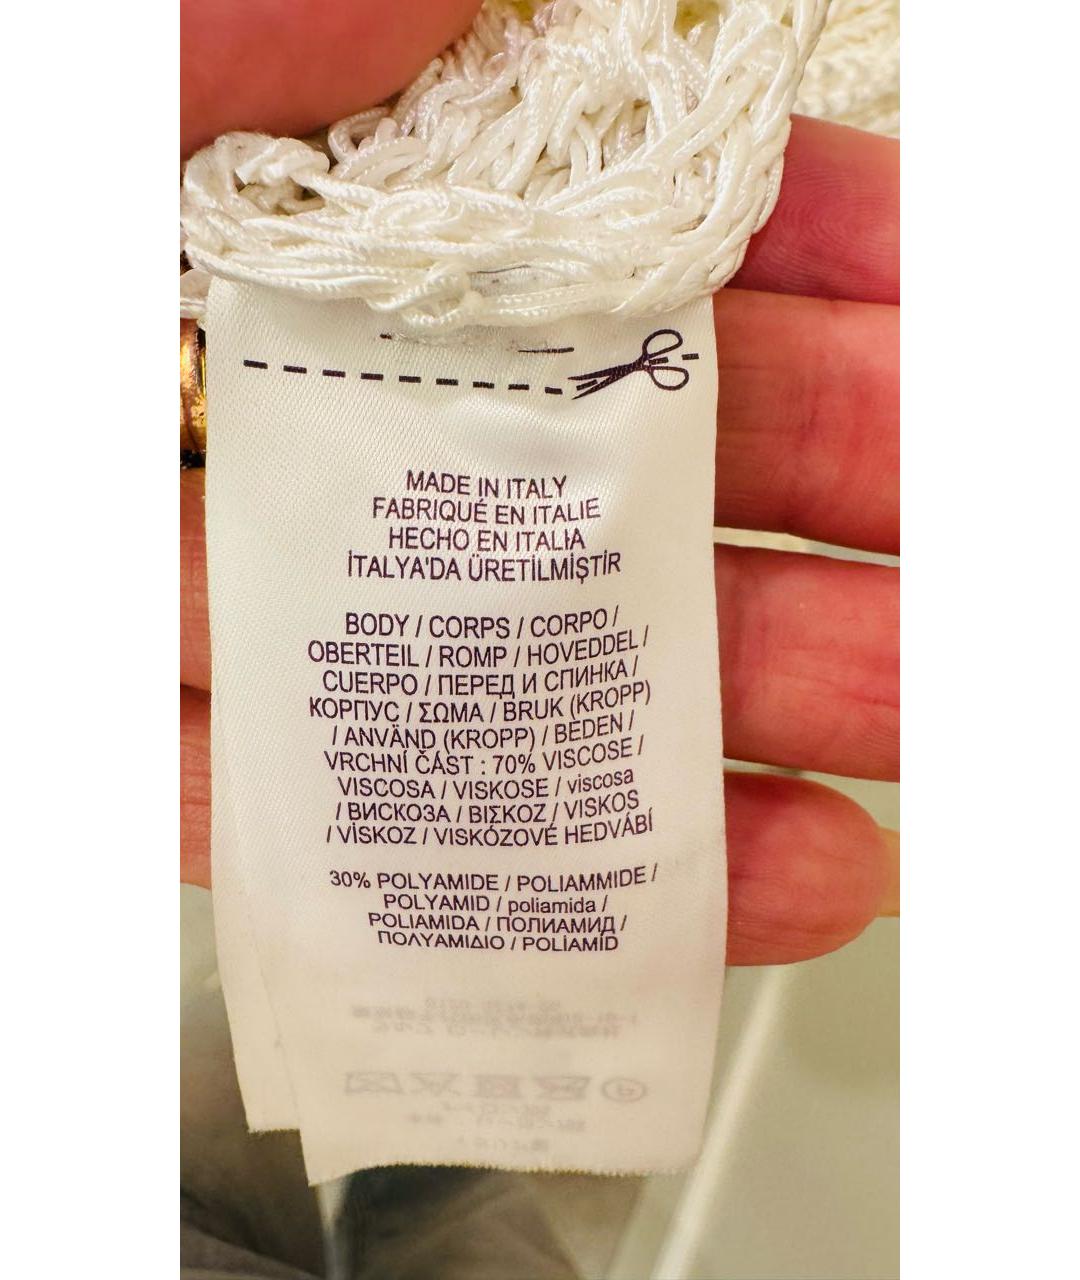 MADE IN ITALY
FABRIQUÉ EN ITALIE
HECHO EN ITALIA
İTALYA'DA ÜRETİLMİŞTİR
BODY / CORPS / CORPO /
OBERTEIL / ROMP / HOVEDDEL /
CUERPO / ПЕРЕД И СПИНКА /
КОРПУС / ΣΩΜΑ / BRUK (KROPP)
/ ANVÄND (KROPP) / BEDEN /
VRCHNÍ ČÁST : 70% VISCOSE /
VISCOSA / VISKOSE / viscosa
/ ВИСКОЗА / ΒΙΣΚΟΖ / VISKOS
/ VİSKOZ / VISKÓZOVÉ HEDVÁBÍ
30% POLYAMIDE / POLIAMMIDE /
POLYAMID / poliamida /
POLIAMIDA / ПОЛИАМИД /
ΠΟΛΥΑΜΙΔΙΟ / POLİAMİD